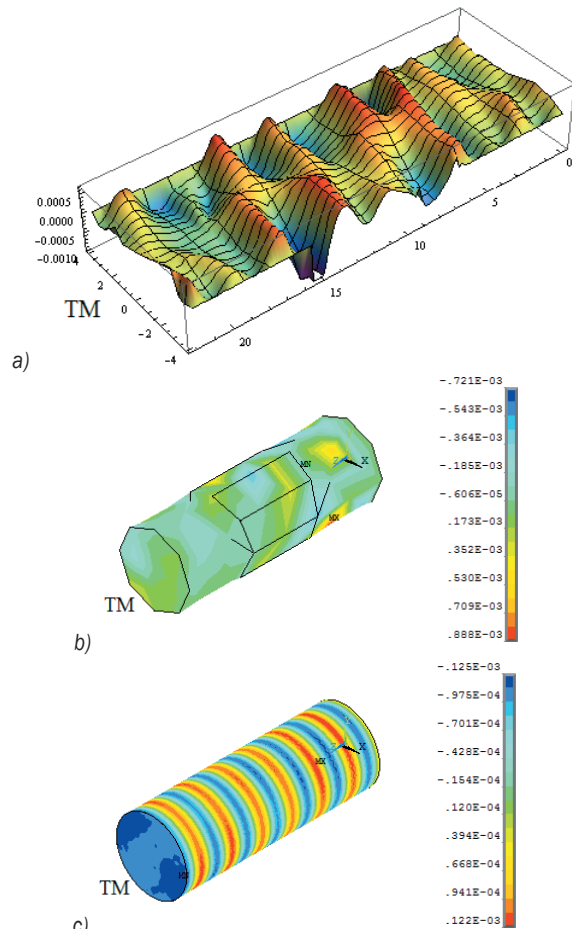 0.0005
0.0000
-0.0005
-0.0010
4
2
0
-2
-4
0
5
10
15
20
TM
a)
-.721E-03
-.543E-03
-.364E-03
-.185E-03
-.606E-05
.173E-03
.352E-03
.530E-03
.709E-03
.888E-03
MN
Z
X
MX
TM
b)
-.125E-03
-.975E-04
-.701E-04
-.428E-04
-.154E-04
.120E-04
.394E-04
.668E-04
.941E-04
.122E-03
Z
X
MX
MN
TM
c)